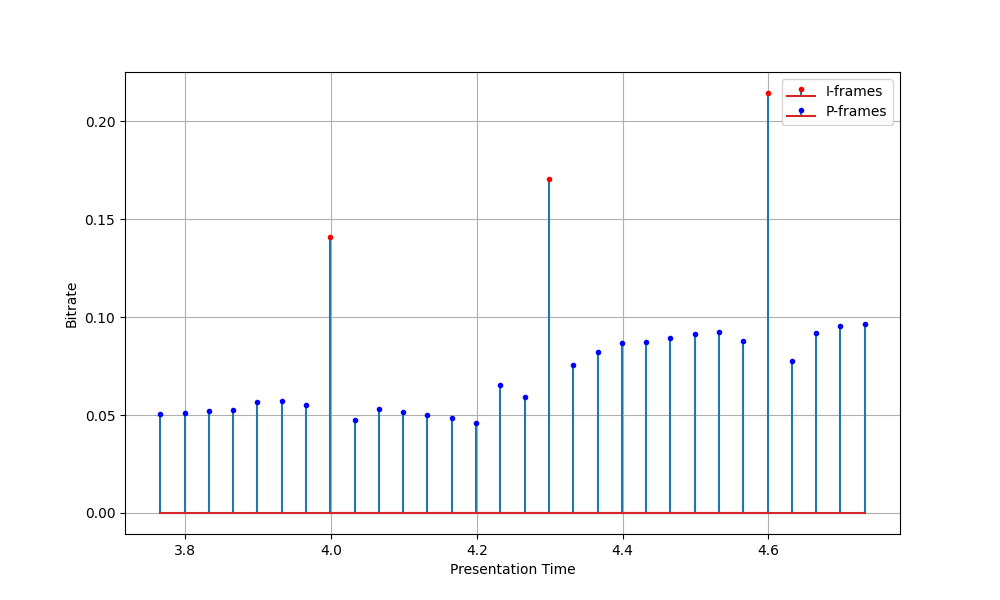 I-frames
P-frames
0.20
0.15
0.10
0.05
0.00
Bitrate
3.8 4.0 4.2 4.4 4.6
Presentation Time